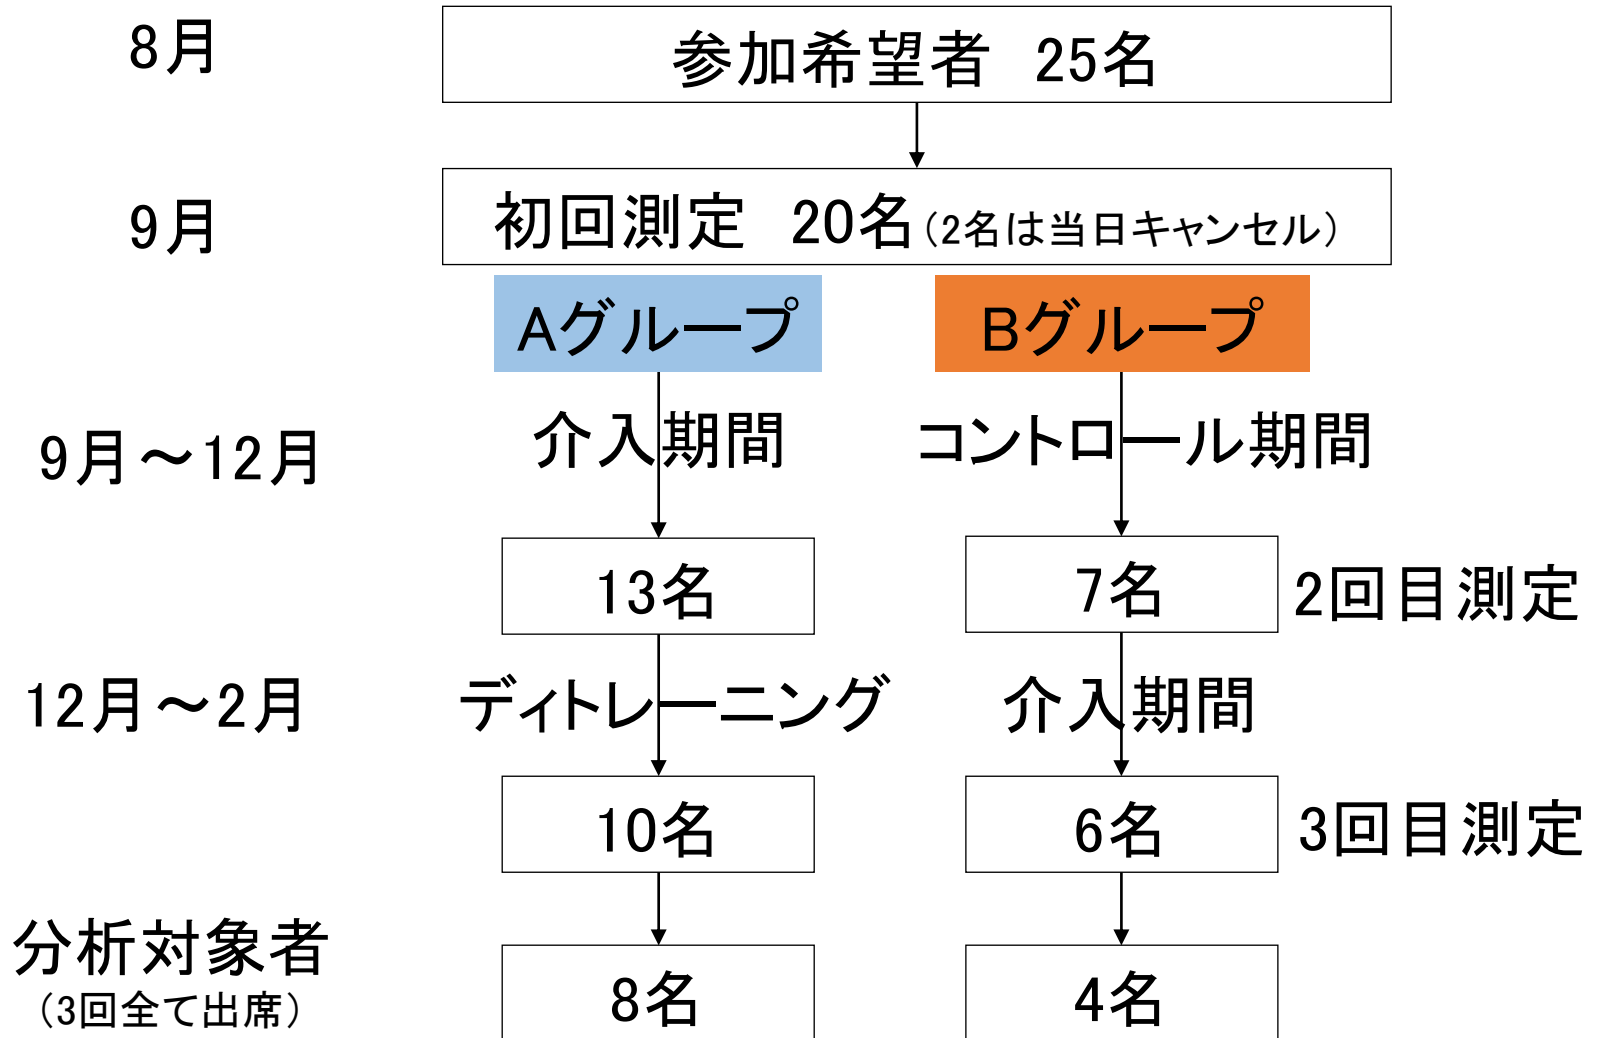 8月
参加希望者 25名
9月
初回測定 20名(2名は当日キャンセル)
Aグループ
Bグループ
9月~12月
介入期間
コントロール期間
13名
7名
2回目測定
12月~2月
ディトレーニング
介入期間
10名
6名
3回目測定
分析対象者
(3回全て出席)
8名
4名